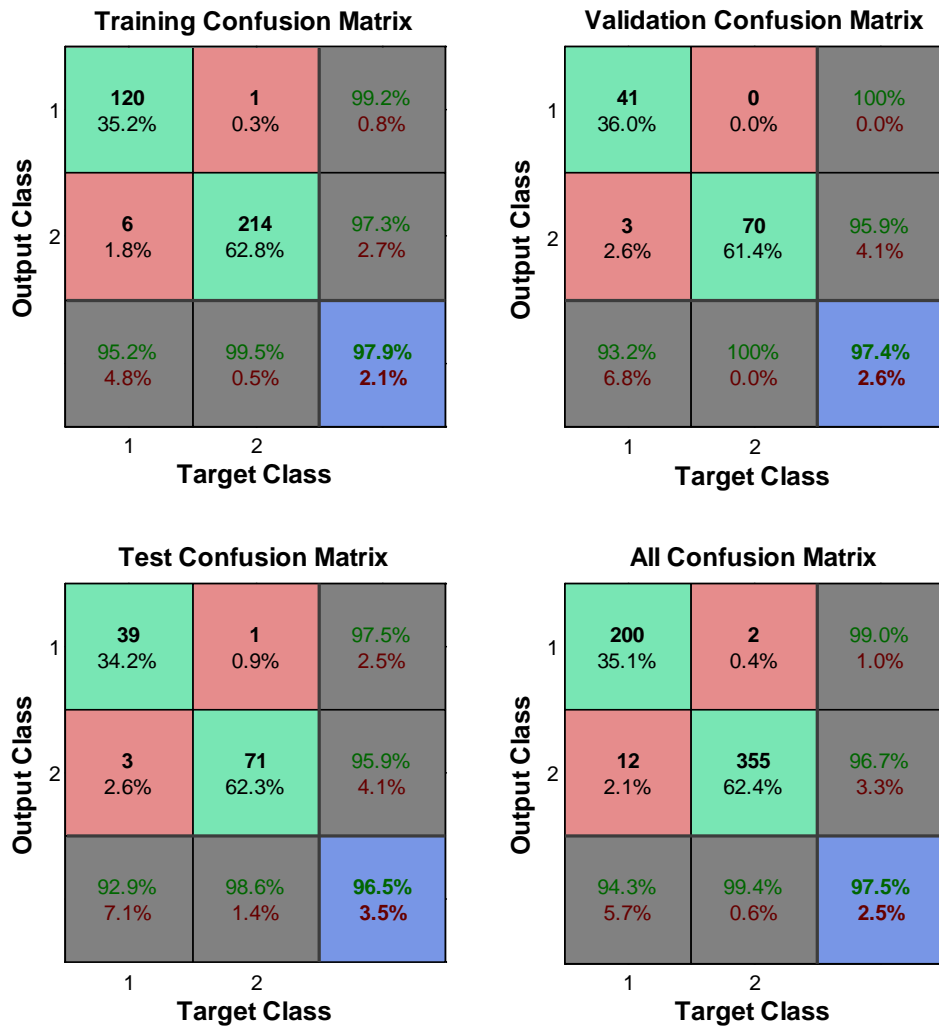 Training Confusion Matrix
Output Class
1
120 1 99.2%
35.2% 0.3% 0.8%
2
6 214 97.3%
1.8% 62.8% 2.7%
95.2% 99.5% 97.9%
4.8% 0.5% 2.1%
1 2
Target Class
Validation Confusion Matrix
Output Class
1
41 0 100%
36.0% 0.0% 0.0%
2
3 70 95.9%
2.6% 61.4% 4.1%
93.2% 100% 97.4%
6.8% 0.0% 2.6%
1 2
Target Class
Test Confusion Matrix
Output Class
1
39 1 97.5%
34.2% 0.9% 2.5%
2
3 71 95.9%
2.6% 62.3% 4.1%
92.9% 98.6% 96.5%
7.1% 1.4% 3.5%
1 2
Target Class
All Confusion Matrix
Output Class
1
200 2 99.0%
35.1% 0.4% 1.0%
2
12 355 96.7%
2.1% 62.4% 3.3%
94.3% 99.4% 97.5%
5.7% 0.6% 2.5%
1 2
Target Class